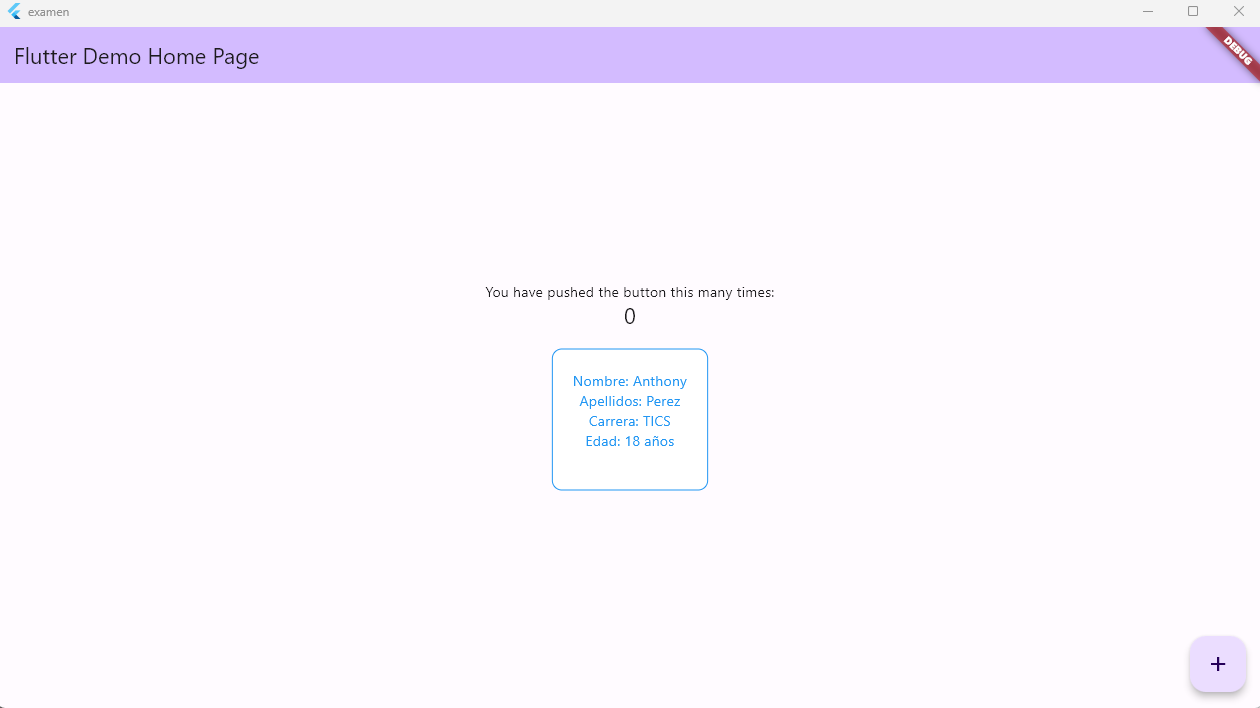 examen
Flutter Demo Home Page
DEBUG
You have pushed the button this many times:
0
Nombre: Anthony
Apellidos: Perez
Carrera: TICS
Edad: 18 años
+